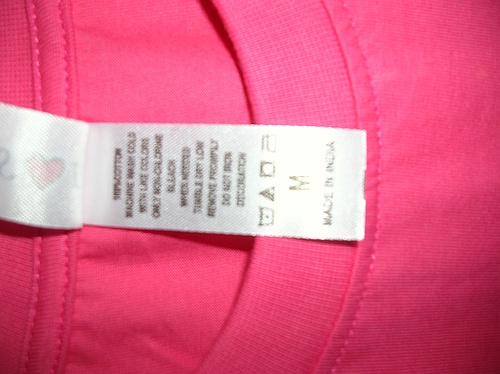 100% COTTON
MACHINE WASH COLD
WITH LIKE COLORS
ONLY NON-CHLORINE
BLEACH
WHEN NEEDED
TUMBLE DRY LOW
REMOVE PROMPTLY
DO NOT IRON
DECORATION
M
MADE IN INDIA